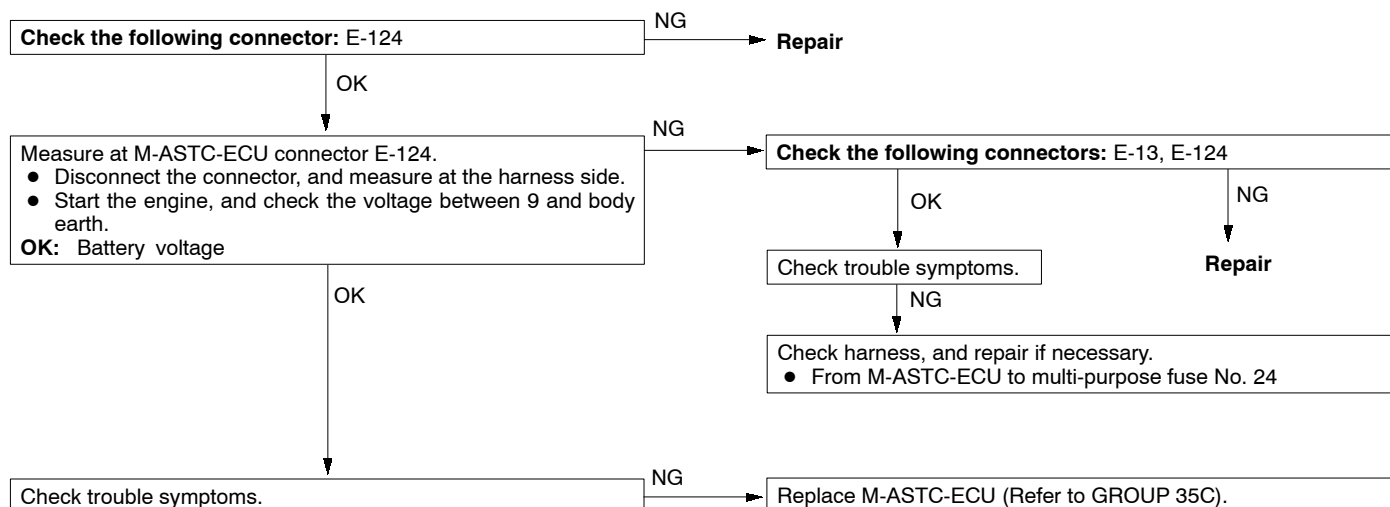 Check the following connector: E-124
NG
Repair
OK
Measure at M-ASTC-ECU connector E-124.
● Disconnect the connector, and measure at the harness side.
● Start the engine, and check the voltage between 9 and body
earth.
OK: Battery voltage
NG
Check the following connectors: E-13, E-124
OK
NG
Check trouble symptoms.
Repair
NG
Check harness, and repair if necessary.
● From M-ASTC-ECU to multi-purpose fuse No. 24
OK
Check trouble symptoms.
NG
Replace M-ASTC-ECU (Refer to GROUP 35C).